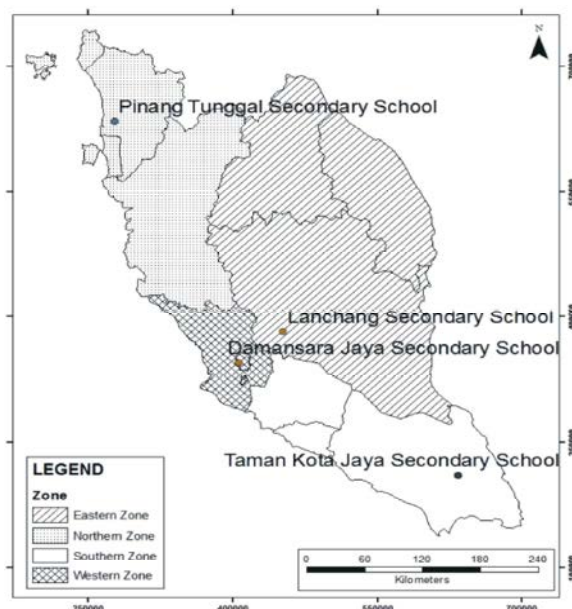 N
Pinang Tunggal Secondary School
Lanchang Secondary School
Damansara Jaya Secondary School
Taman Kota Jaya Secondary School
LEGEND
Zone
Eastern Zone
Northern Zone
Southern Zone
Western Zone
0 60 120 180 240
Kilometers
400000